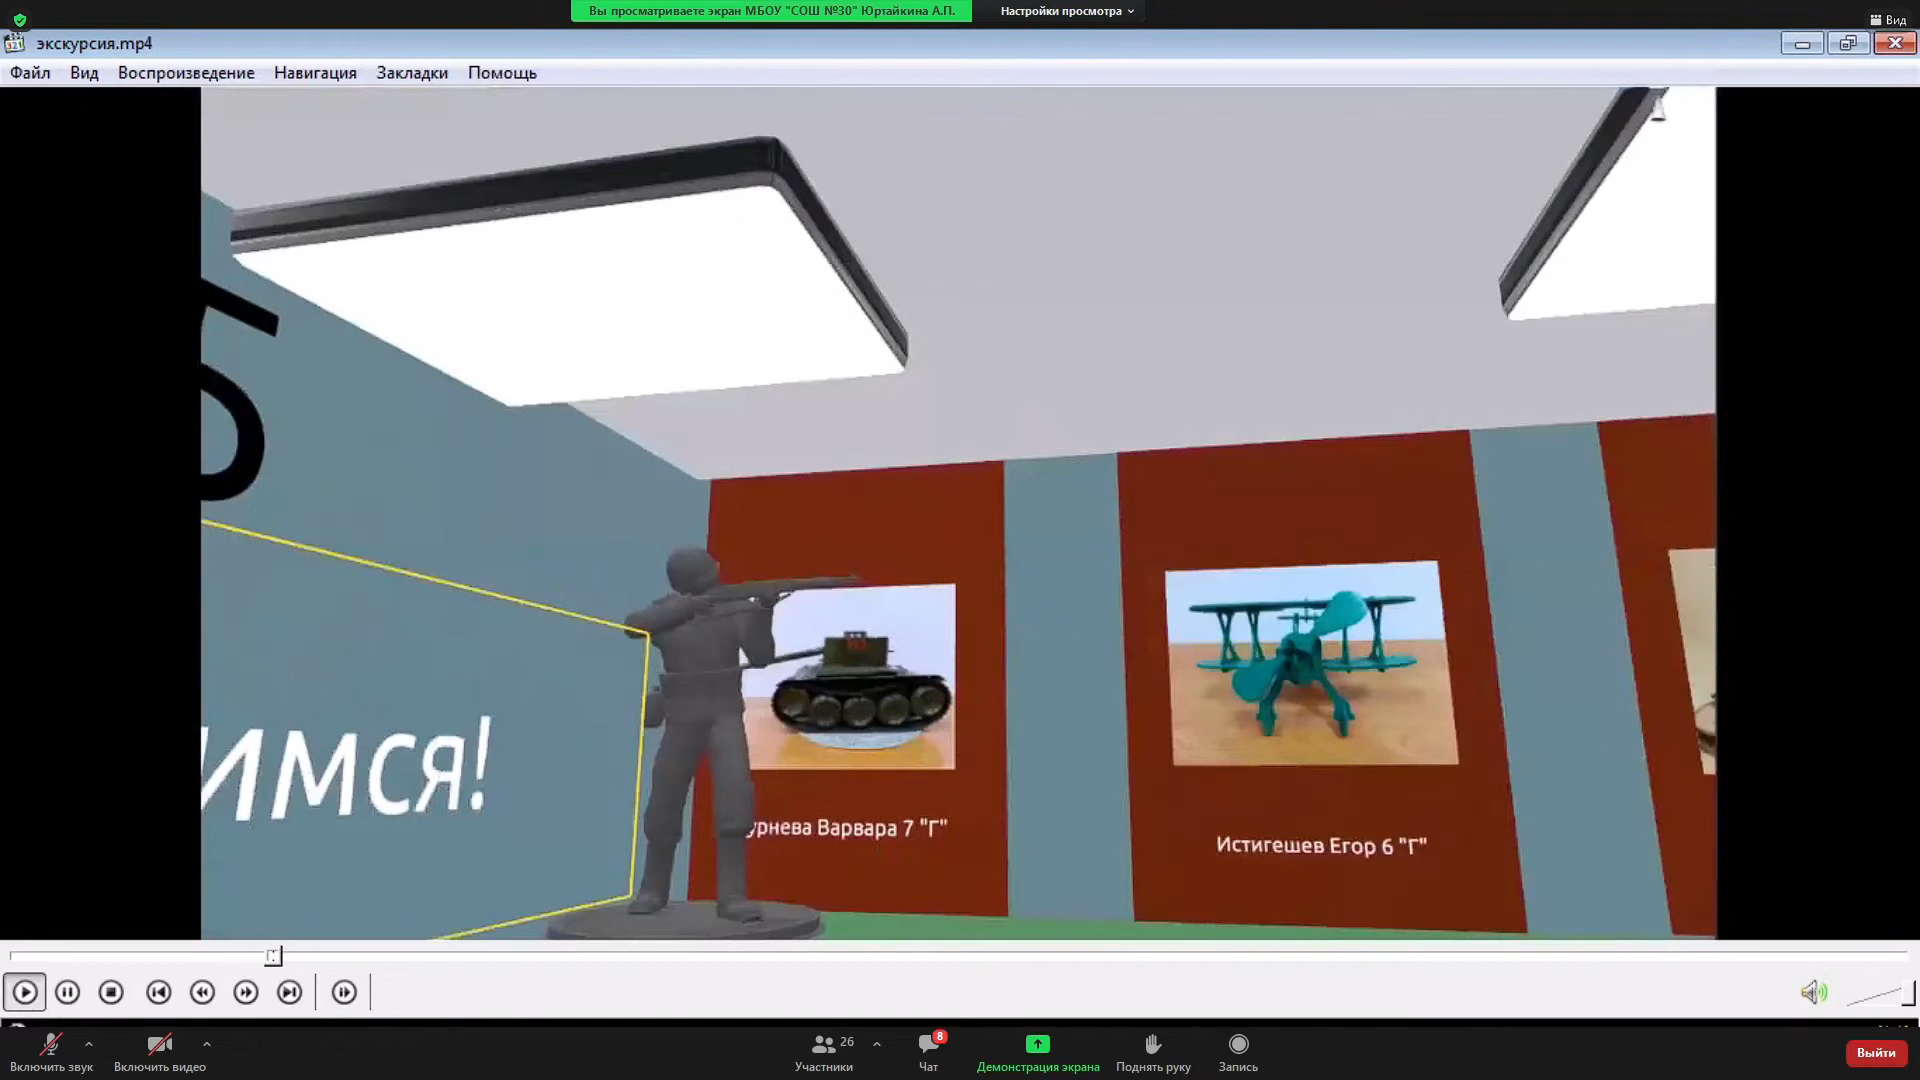 Вы просматриваете экран МБОУ "СОШ №30" Юртайкина А.П.
Настройки просмотра
Вид
экскурсия.mp4
Файл Вид Воспроизведение Навигация Закладки Помощь
имся!
урнева Варвара 7 "Г"
Истигешев Егор 6 "Г"
Включить звук
Включить видео
26
Участники
8
Чат
Демонстрация экрана
Поднять руку
Запись
Выйти